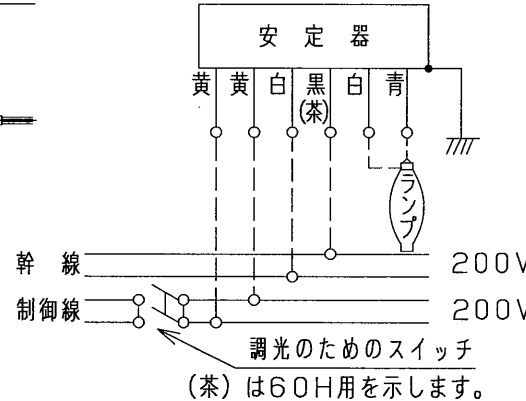 安定器
黄 黄 白 黒 白 青
(茶)
ランプ
幹線 200V
制御線 200V
調光のためのスイッチ
(茶)は60H用を示します。